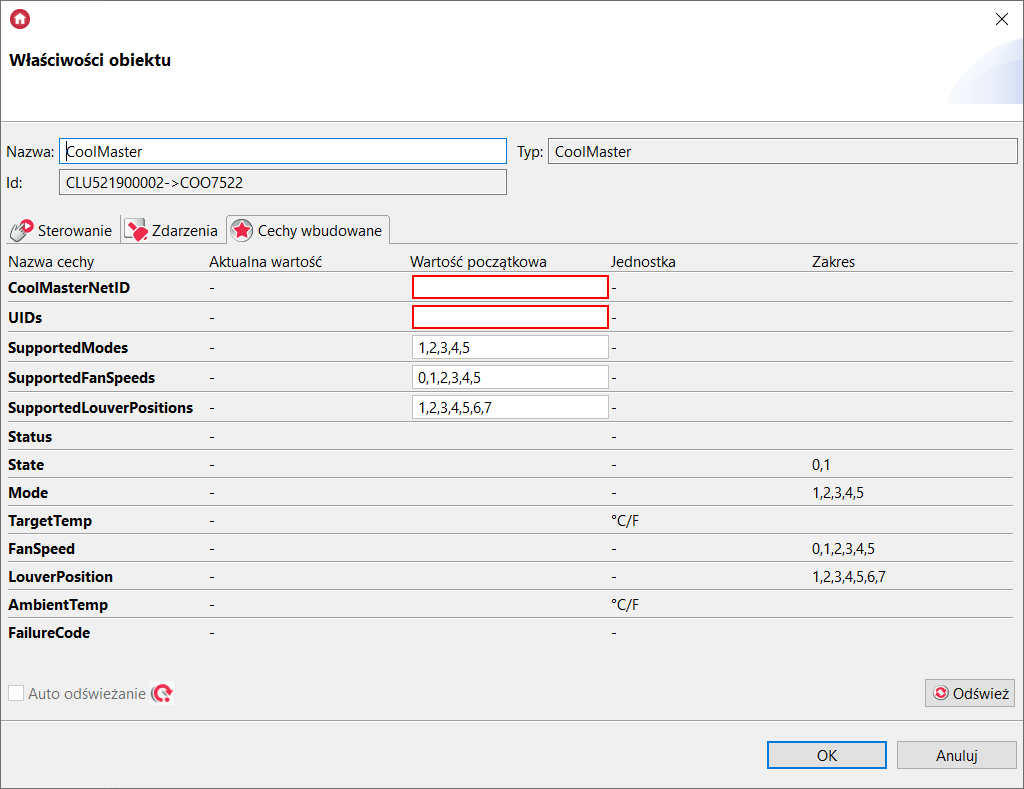 Właściwości obiektu
Nazwa: CoolMaster Typ: CoolMaster
Id: CLU521900002->COO7522
Sterowanie Zdarzenia Cechy wbudowane
Nazwa cechy Aktualna wartość Wartość początkowa Jednostka Zakres
CoolMasterNetID - -
UIDs - -
SupportedModes - 1,2,3,4,5 -
SupportedFanSpeeds - 0,1,2,3,4,5 -
SupportedLouverPositions - 1,2,3,4,5,6,7 -
Status - -
State - - 0,1
Mode - - 1,2,3,4,5
TargetTemp - °C/F
FanSpeed - - 0,1,2,3,4,5
LouverPosition - - 1,2,3,4,5,6,7
AmbientTemp - °C/F
FailureCode - -
Auto odświeżanie Odśwież
OK Anuluj